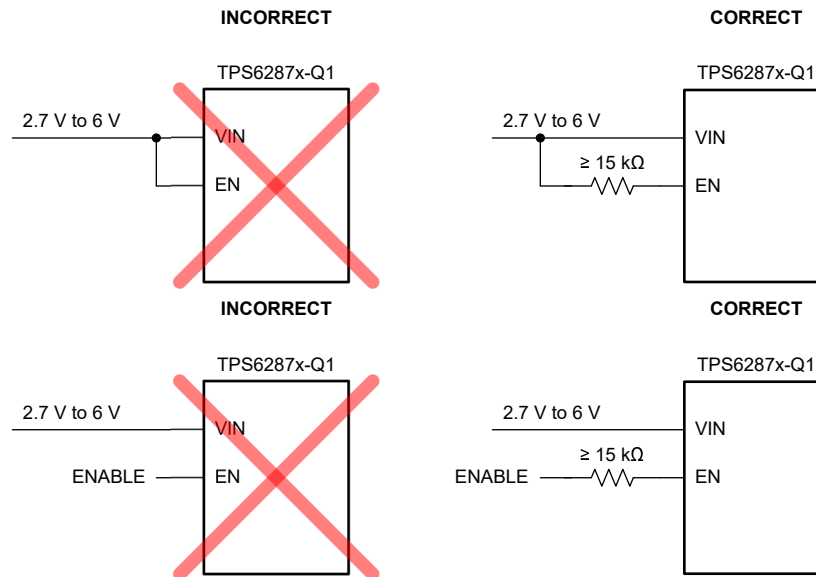 INCORRECT
CORRECT
TPS6287x-Q1
TPS6287x-Q1
2.7 V to 6 V
VIN
EN
2.7 V to 6 V
VIN
≥ 15 kΩ
EN
INCORRECT
CORRECT
TPS6287x-Q1
TPS6287x-Q1
2.7 V to 6 V
VIN
ENABLE
EN
2.7 V to 6 V
VIN
≥ 15 kΩ
ENABLE
EN